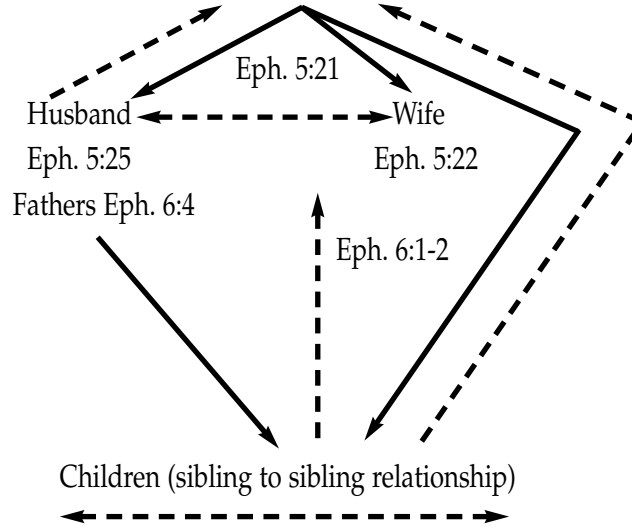 Eph. 5:21
Husband
Wife
Eph. 5:25
Eph. 5:22
Fathers Eph. 6:4
Eph. 6:1-2
Children (sibling to sibling relationship)